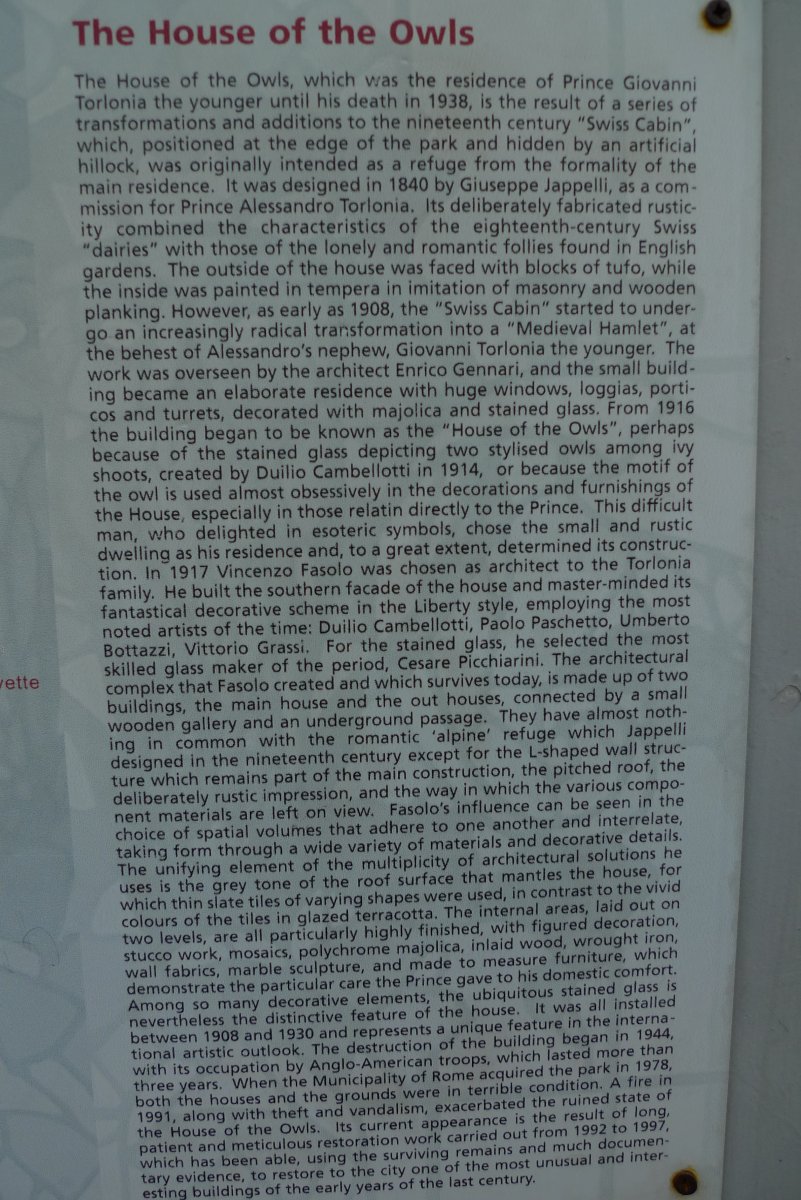 The House of the Owls
The House of the Owls, which was the residence of Prince Giovanni
Torlonia the younger until his death in 1938, is the result of a series of
transformations and additions to the nineteenth century “Swiss Cabin”,
which, positioned at the edge of the park and hidden by an artificial
hillock, was originally intended as a refuge from the formality of the
main residence. It was designed in 1840 by Giuseppe Jappelli, as a com-
mission for Prince Alessandro Torlonia. Its deliberately fabricated rustic-
ity combined the characteristics of the eighteenth-century Swiss
“dairies” with those of the lonely and romantic follies found in English
gardens. The outside of the house was faced with blocks of tufo, while
the inside was painted in tempera in imitation of masonry and wooden
planking. However, as early as 1908, the “Swiss Cabin” started to under-
go an increasingly radical transformation into a “Medieval Hamlet”, at
the behest of Alessandro’s nephew, Giovanni Torlonia the younger. The
work was overseen by the architect Enrico Gennari, and the small build-
ing became an elaborate residence with huge windows, loggias, porti-
cos and turrets, decorated with majolica and stained glass. From 1916
the building began to be known as the “House of the Owls”, perhaps
because of the stained glass depicting two stylised owls among ivy
shoots, created by Duilio Cambellotti in 1914, or because the motif of
the owl is used almost obsessively in the decorations and furnishings of
the House, especially in those relatin directly to the Prince. This difficult
man, who delighted in esoteric symbols, chose the small and rustic
dwelling as his residence and, to a great extent, determined its construc-
tion. In 1917 Vincenzo Fasolo was chosen as architect to the Torlonia
family. He built the southern facade of the house and master-minded its
fantastical decorative scheme in the Liberty style, employing the most
noted artists of the time: Duilio Cambellotti, Paolo Paschetto, Umberto
Bottazzi, Vittorio Grassi. For the stained glass, he selected the most
skilled glass maker of the period, Cesare Picchiarini. The architectural
complex that Fasolo created and which survives today, is made up of two
buildings, the main house and the out houses, connected by a small
wooden gallery and an underground passage. They have almost noth-
ing in common with the romantic ‘alpine’ refuge which Jappelli
designed in the nineteenth century except for the L-shaped wall struc-
ture which remains part of the main construction, the pitched roof, the
deliberately rustic impression, and the way in which the various compo-
nent materials are left on view. Fasolo’s influence can be seen in the
choice of spatial volumes that adhere to one another and interrelate,
taking form through a wide variety of materials and decorative details.
The unifying element of the multiplicity of architectural solutions he
uses is the grey tone of the roof surface that mantles the house, for
which thin slate tiles of varying shapes were used, in contrast to the vivid
colours of the tiles in glazed terracotta. The internal areas, laid out on
two levels, are all particularly highly finished, with figured decoration,
stucco work, mosaics, polychrome majolica, inlaid wood, wrought iron,
wall fabrics, marble sculpture, and made to measure furniture, which
demonstrate the particular care the Prince gave to his domestic comfort.
Among so many decorative elements, the ubiquitous stained glass is
nevertheless the distinctive feature of the house. It was all installed
between 1908 and 1930 and represents a unique feature in the interna-
tional artistic outlook. The destruction of the building began in 1944,
with its occupation by Anglo-American troops, which lasted more than
three years. When the Municipality of Rome acquired the park in 1978,
both the houses and the grounds were in terrible condition. A fire in
1991, along with theft and vandalism, exacerbated the ruined state of
the House of the Owls. Its current appearance is the result of long,
patient and meticulous restoration work carried out from 1992 to 1997,
which has been able, using the surviving remains and much documen-
tary evidence, to restore to the city one of the most unusual and inter-
esting buildings of the early years of the last century.